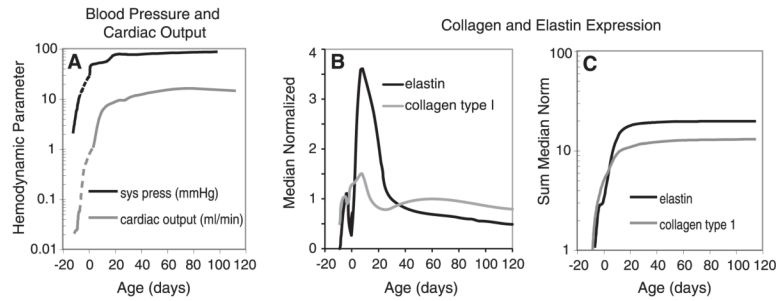 Blood Pressure and
Cardiac Output
Collagen and Elastin Expression
A
Hemodynamic Parameter
100
10
1
0.1
0.01
sys press (mmHg)
cardiac output (ml/min)
-20 0 20 40 60 80 100 120
Age (days)
B
Median Normalized
4
3
2
1
0
elastin
collagen type I
-20 0 20 40 60 80 100 120
Age (days)
C
Sum Median Norm
100
10
1
elastin
collagen type 1
-20 0 20 40 60 80 100 120
Age (days)